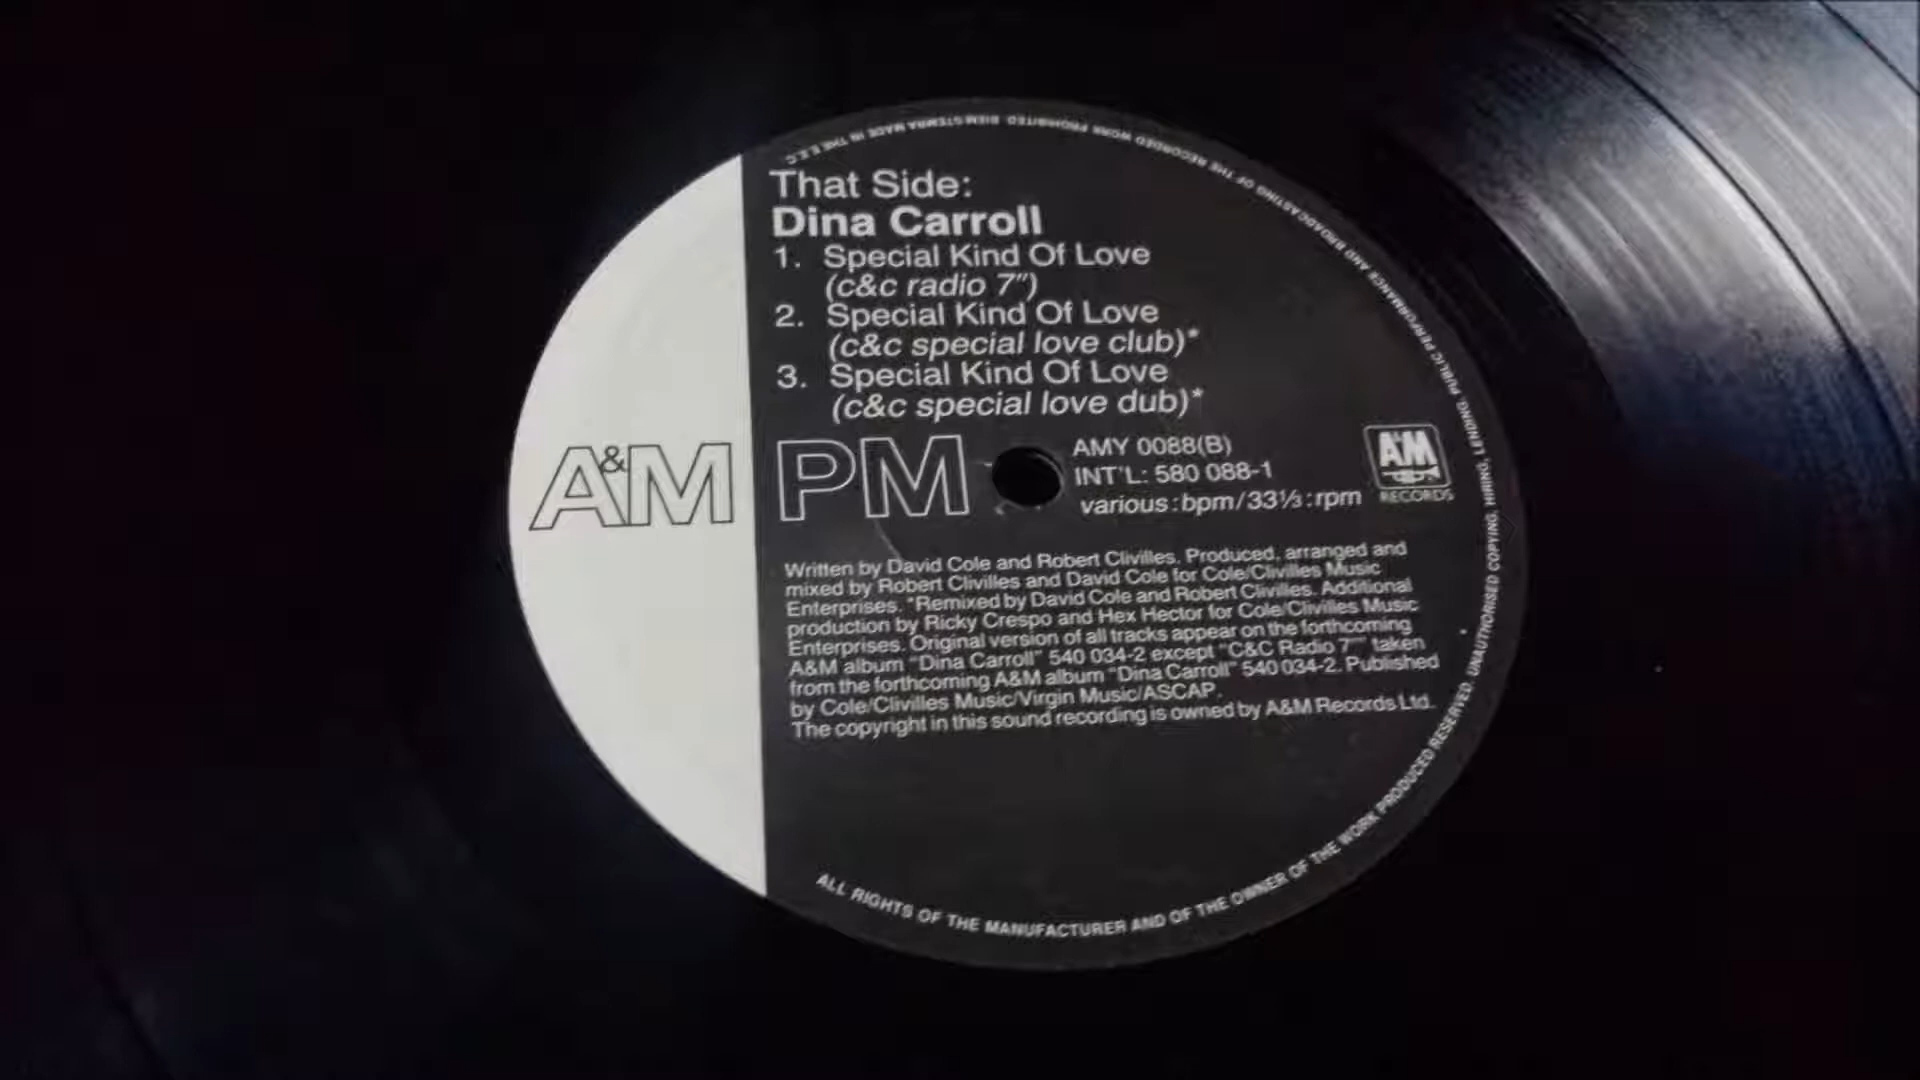 That Side:
Dina Carroll
1. Special Kind Of Love
(c&c radio 7")
2. Special Kind Of Love
(c&c special love club)*
3. Special Kind Of Love
(c&c special love dub)*
A&M PM
AMY 0088(B)
INT'L: 580 088-1
various:bpm/33⅓:rpm
A&M
RECORDS
Written by David Cole and Robert Clivilles. Produced, arranged and
mixed by Robert Clivilles and David Cole for Cole/Clivilles Music
Enterprises. *Remixed by David Cole and Robert Clivilles. Additional
production by Ricky Crespo and Hex Hector for Cole/Clivilles Music
Enterprises. Original version of all tracks appear on the forthcoming
A&M album "Dina Carroll" 540 034-2 except "C&C Radio 7"" taken
from the forthcoming A&M album "Dina Carroll" 540 034-2. Published
by Cole/Clivilles Music/Virgin Music/ASCAP.
The copyright in this sound recording is owned by A&M Records Ltd.
ALL RIGHTS OF THE MANUFACTURER AND OF THE OWNER OF THE WORK PRODUCED RESERVED. UNAUTHORISED COPYING, HIRING, LENDING, PUBLIC PERFORMANCE AND BROADCASTING OF THE RECORDED WORK PROHIBITED. BIEM STEMRA MADE IN THE E.E.C.